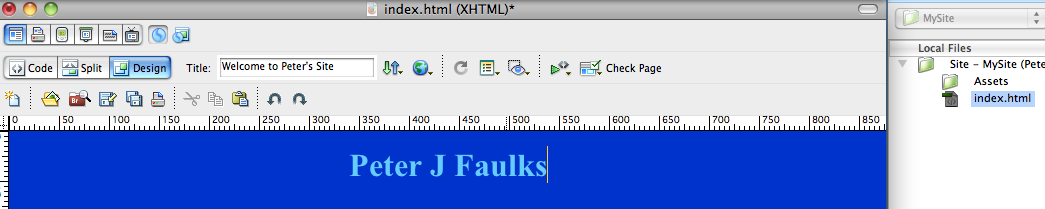 index.html (XHTML)*
MySite
Local Files
Code Split Design Title: Welcome to Peter's Site Check Page
Site – MySite (Pete
Assets
index.html
Br
0 50 100 150 200 250 300 350 400 450 500 550 600 650 700 750 800 850
Peter J Faulks